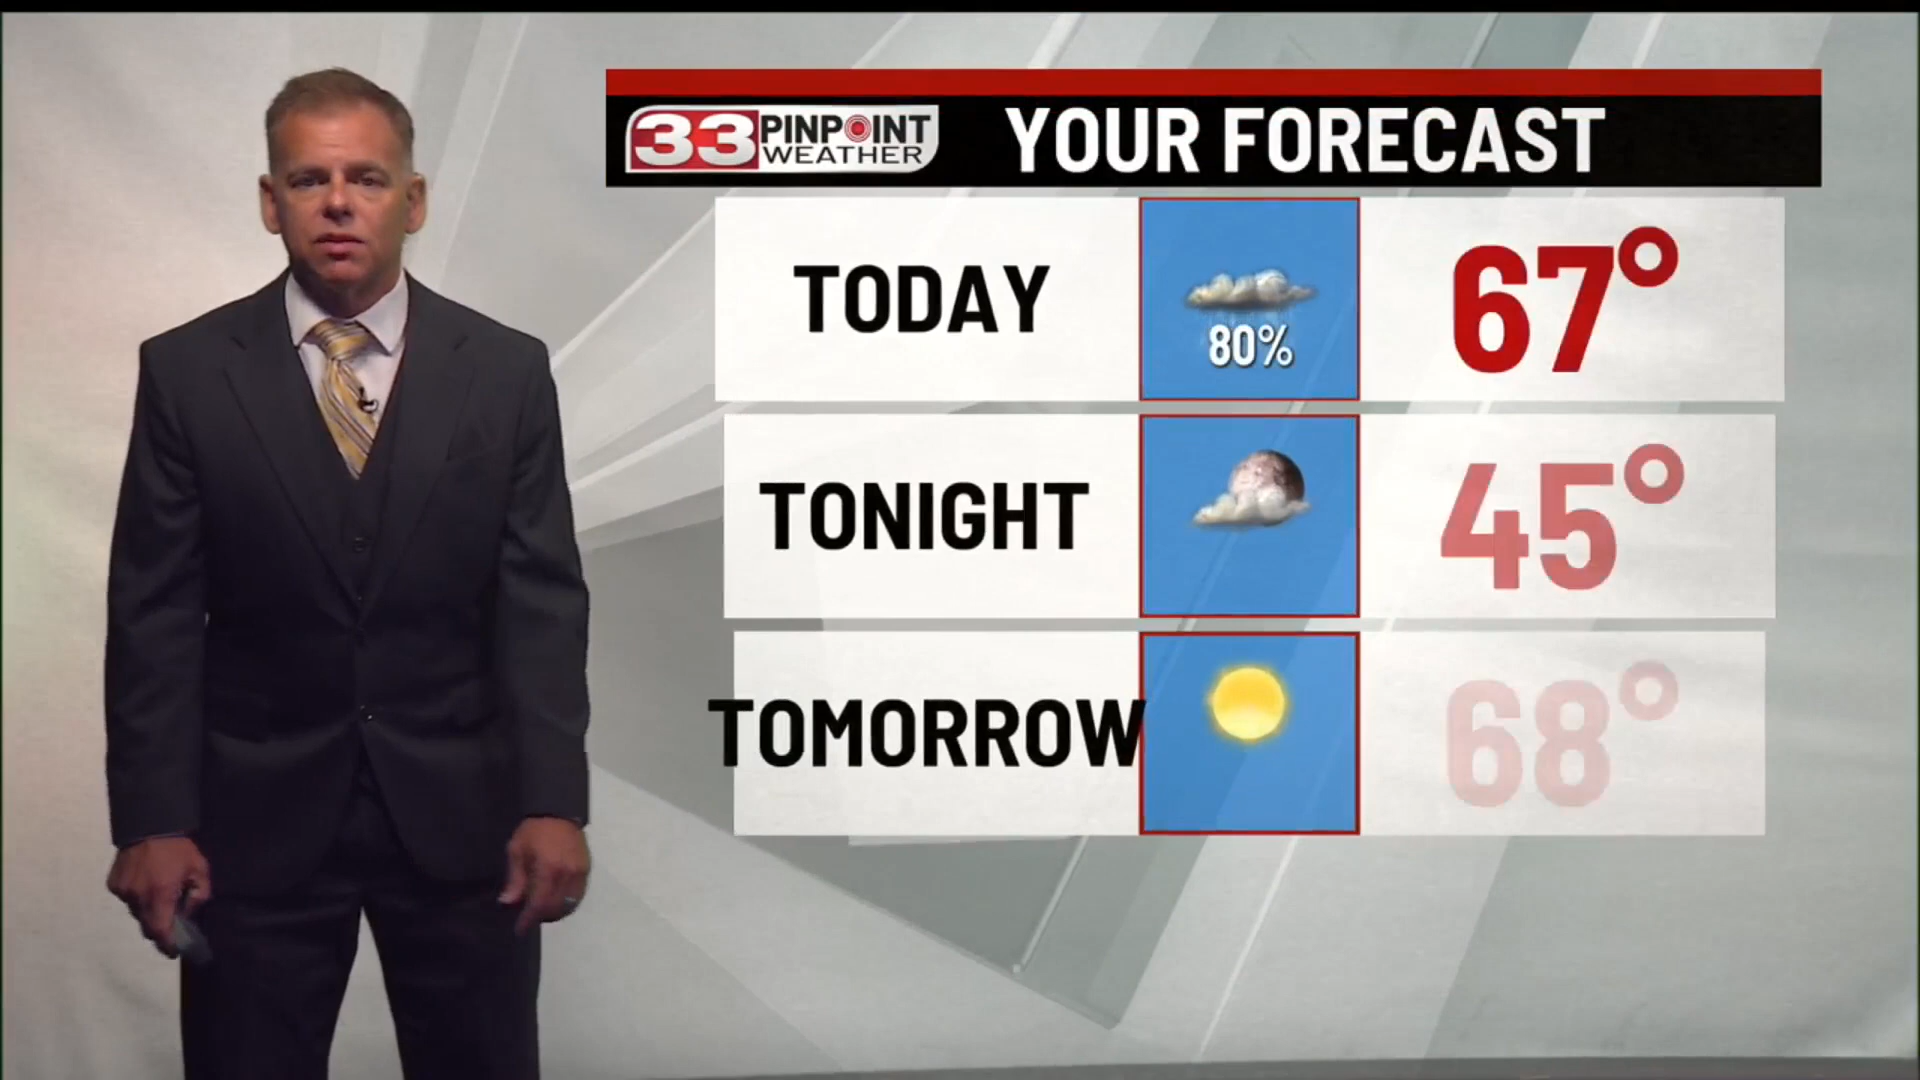 33 PINPOINT WEATHER
YOUR FORECAST
TODAY
80%
67°
TONIGHT
45°
TOMORROW
68°